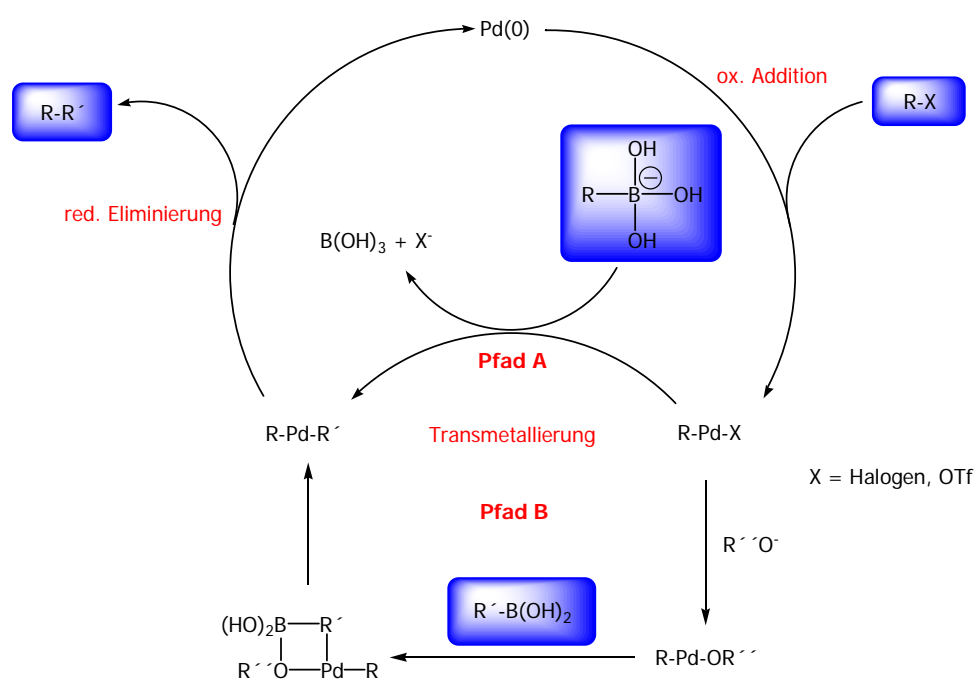 Pd(0)
ox. Addition
R-X
R-R´
OH
R—B—OH
OH
red. Eliminierung
B(OH)3 + X-
Pfad A
R-Pd-R´
Transmetallierung
R-Pd-X
X = Halogen, OTf
Pfad B
R´´O-
R´-B(OH)2
(HO)2B—R´
R´´O—Pd—R
R-Pd-OR´´